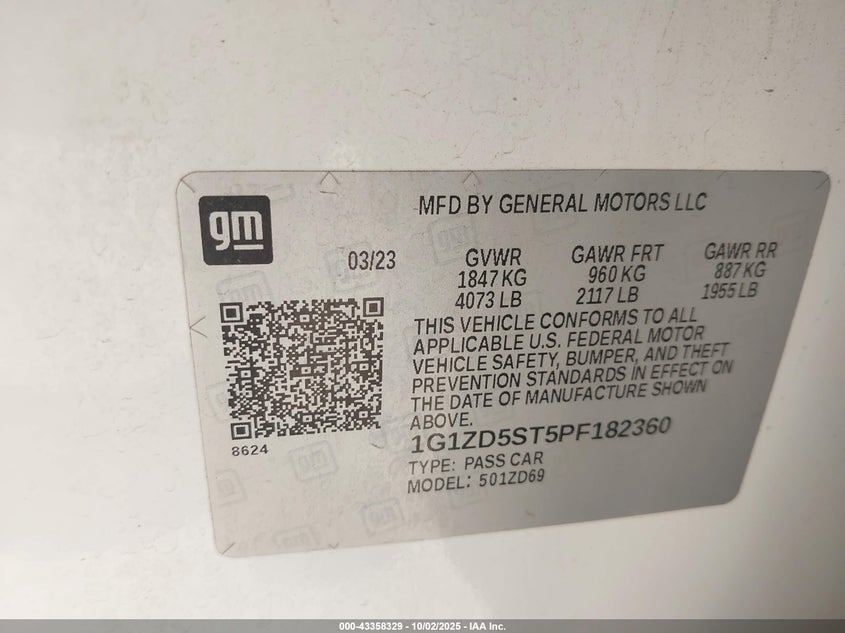 gm
MFD BY GENERAL MOTORS LLC
03/23
GVWR GAWR FRT GAWR RR
1847 KG 960 KG 887 KG
4073 LB 2117 LB 1955 LB
THIS VEHICLE CONFORMS TO ALL
APPLICABLE U.S. FEDERAL MOTOR
VEHICLE SAFETY, BUMPER, AND THEFT
PREVENTION STANDARDS IN EFFECT ON
THE DATE OF MANUFACTURE SHOWN
ABOVE.
8624
1G1ZD5ST5PF182360
TYPE: PASS CAR
MODEL: 501ZD69
000-43358329 - 10/02/2025 - IAA Inc.